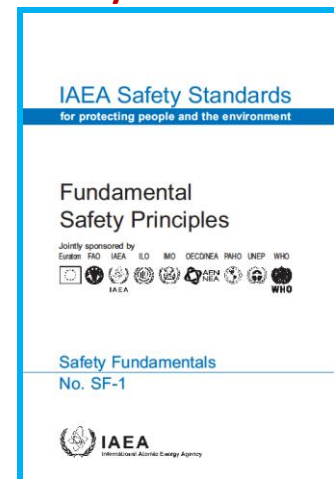 IAEA Safety Standards
for protecting people and the environment
Fundamental
Safety Principles
Jointly sponsored by
Euratom FAO IAEA ILO IMO OECD/NEA PAHO UNEP WHO
AEN
NEA
IAEA
WHO
Safety Fundamentals
No. SF-1
IAEA
International Atomic Energy Agency